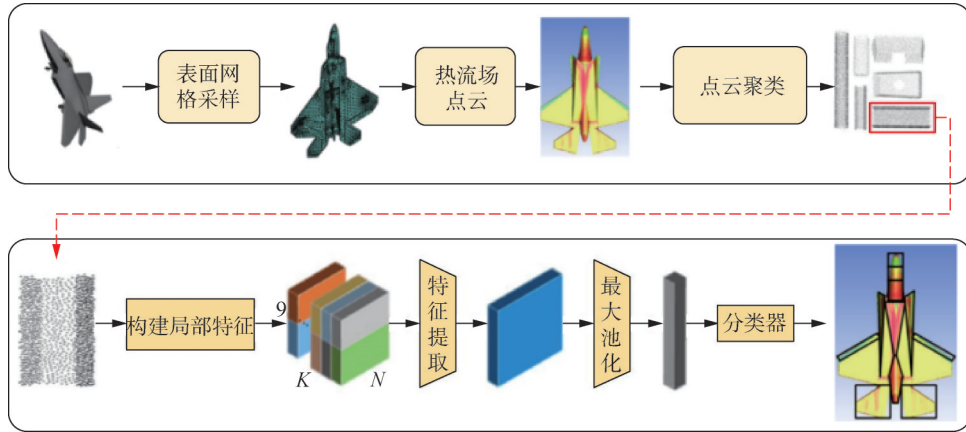 表面网
格采样
热流场
点云
点云聚类
构建局部特征
9
K
N
特征提取
最大池化
分类器